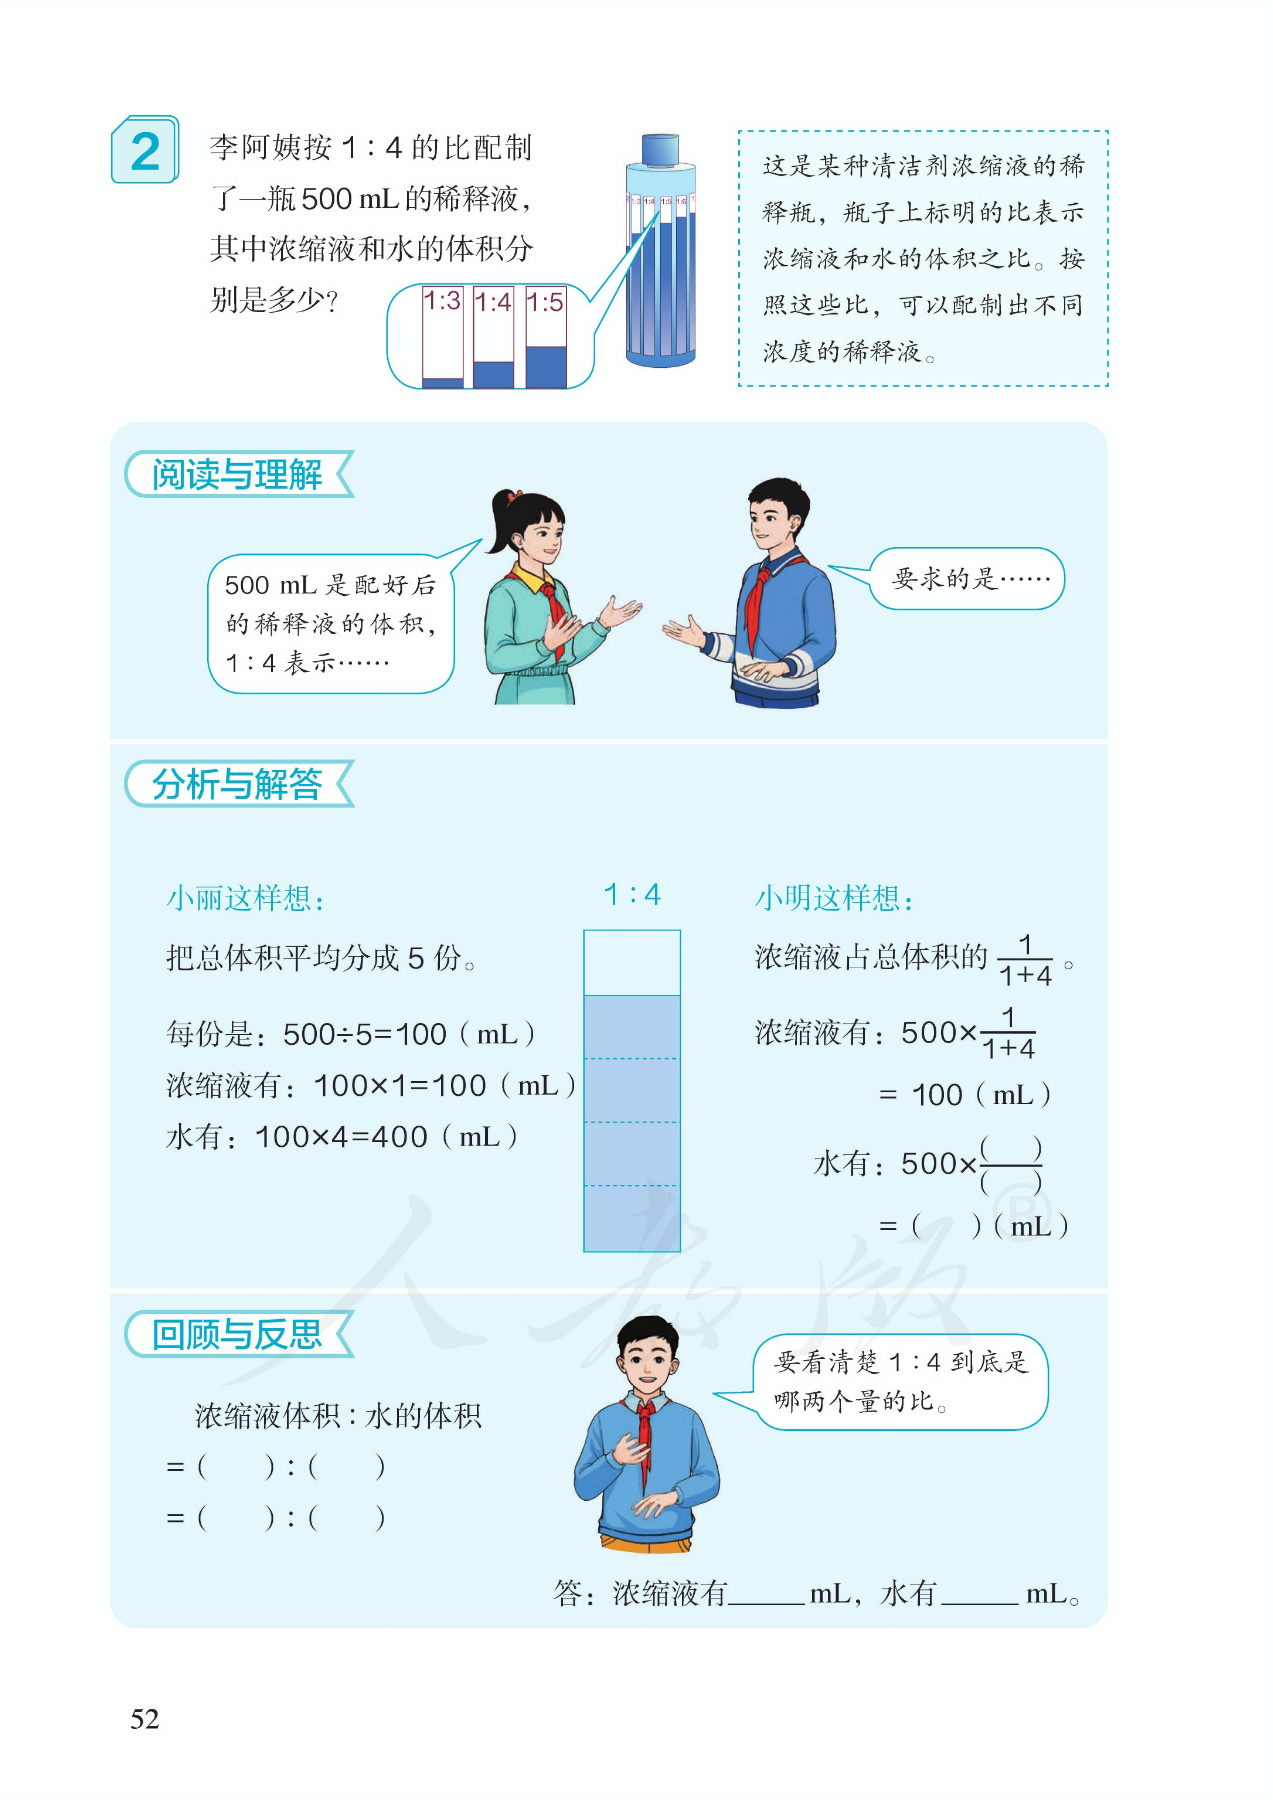 2
李阿姨按 1∶4 的比配制
了一瓶 500 mL 的稀释液，
其中浓缩液和水的体积分
别是多少？
1:3 1:4 1:5 1:6
1:3 1:4 1:5
这是某种清洁剂浓缩液的稀
释瓶，瓶子上标明的比表示
浓缩液和水的体积之比。按
照这些比，可以配制出不同
浓度的稀释液。
阅读与理解
500 mL 是配好后
的稀释液的体积，
1∶4 表示……
要求的是……
分析与解答
小丽这样想：
把总体积平均分成 5 份。
每份是：500÷5=100（mL）
浓缩液有：100×1=100（mL）
水有：100×4=400（mL）
1∶4
小明这样想：
浓缩液占总体积的 1/(1+4)。
浓缩液有：500×1/(1+4)
= 100（mL）
水有：500×(  )/(  )
=（  ）（mL）
回顾与反思
浓缩液体积∶水的体积
=（  ）∶（  ）
=（  ）∶（  ）
要看清楚 1∶4 到底是
哪两个量的比。
答：浓缩液有_____mL，水有_____mL。
人教版®
52